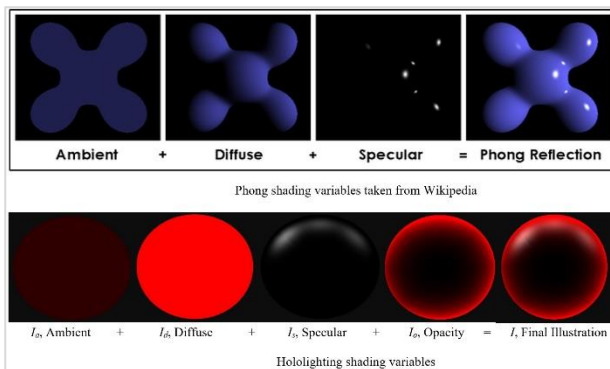 Ambient + Diffuse + Specular = Phong Reflection
Phong shading variables taken from Wikipedia
Iₐ, Ambient + I_d, Diffuse + Iₛ, Specular + Iₒ, Opacity = I, Final Illustration
Hololighting shading variables